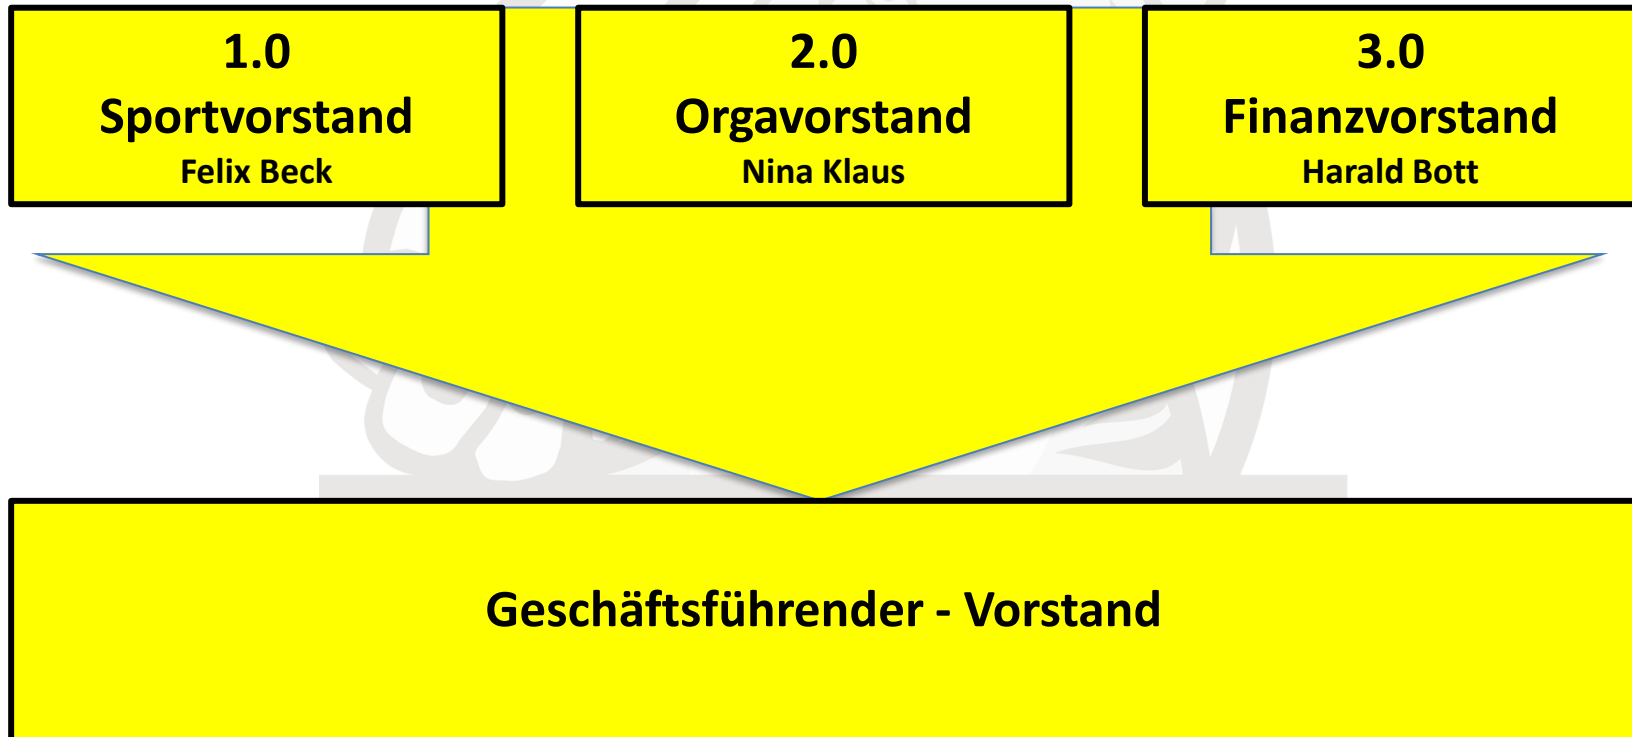 1.0
Sportvorstand
Felix Beck
2.0
Orgavorstand
Nina Klaus
3.0
Finanzvorstand
Harald Bott
Geschäftsführender - Vorstand